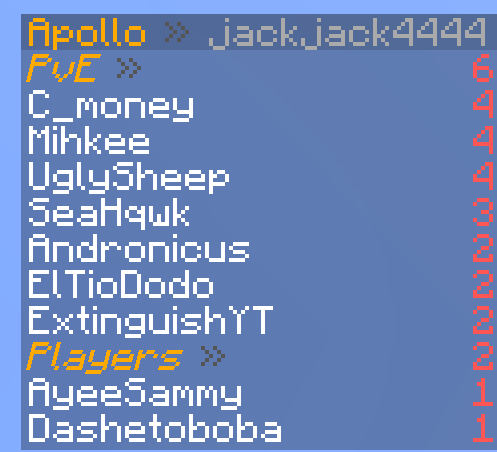 Apollo » jackjack4444
PvE » 6
C_money 4
Mihkee 4
UglySheep 4
SeaHqwk 3
Andronicus 2
ElTioDodo 2
ExtinguishYT 2
Players » 2
AyeeSammy 1
Dashetoboba 1